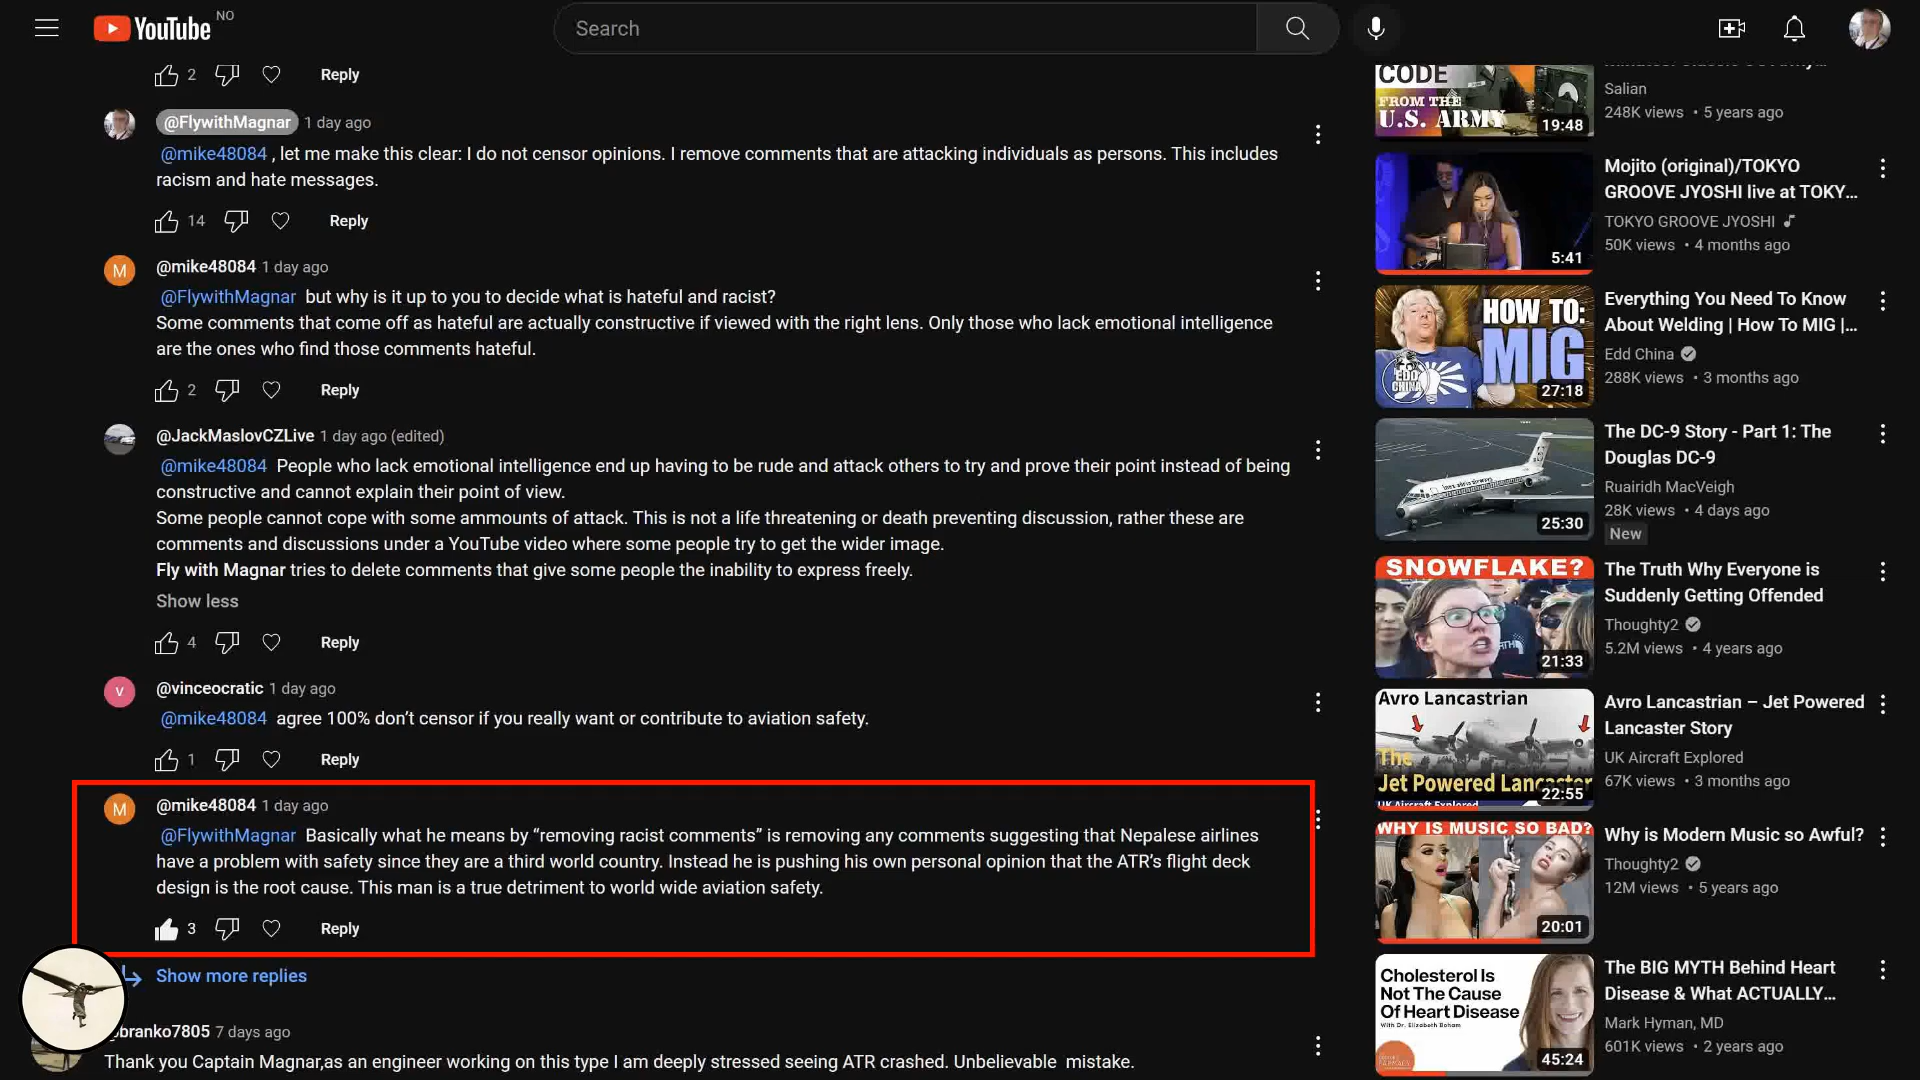 YouTube NO
Search
2 Reply
@FlywithMagnar 1 day ago
@mike48084 , let me make this clear: I do not censor opinions. I remove comments that are attacking individuals as persons. This includes
racism and hate messages.
14 Reply
M
@mike48084 1 day ago
@FlywithMagnar but why is it up to you to decide what is hateful and racist?
Some comments that come off as hateful are actually constructive if viewed with the right lens. Only those who lack emotional intelligence
are the ones who find those comments hateful.
2 Reply
@JackMaslovCZLive 1 day ago (edited)
@mike48084 People who lack emotional intelligence end up having to be rude and attack others to try and prove their point instead of being
constructive and cannot explain their point of view.
Some people cannot cope with some ammounts of attack. This is not a life threatening or death preventing discussion, rather these are
comments and discussions under a YouTube video where some people try to get the wider image.
Fly with Magnar tries to delete comments that give some people the inability to express freely.
Show less
4 Reply
V
@vinceocratic 1 day ago
@mike48084 agree 100% don’t censor if you really want or contribute to aviation safety.
1 Reply
M
@mike48084 1 day ago
@FlywithMagnar Basically what he means by “removing racist comments” is removing any comments suggesting that Nepalese airlines
have a problem with safety since they are a third world country. Instead he is pushing his own personal opinion that the ATR’s flight deck
design is the root cause. This man is a true detriment to world wide aviation safety.
3 Reply
Show more replies
branko7805 7 days ago
Thank you Captain Magnar,as an engineer working on this type I am deeply stressed seeing ATR crashed. Unbelievable mistake.
CODE
FROM THE
U.S. ARMY
19:48
Salian
248K views • 5 years ago
5:41
Mojito (original)/TOKYO
GROOVE JYOSHI live at TOKY...
TOKYO GROOVE JYOSHI
50K views • 4 months ago
HOW TO:
MIG
EDD
CHINA
27:18
Everything You Need To Know
About Welding | How To MIG |...
Edd China
288K views • 3 months ago
25:30
The DC-9 Story - Part 1: The
Douglas DC-9
Ruairidh MacVeigh
28K views • 4 days ago
New
SNOWFLAKE?
21:33
The Truth Why Everyone is
Suddenly Getting Offended
Thoughty2
5.2M views • 4 years ago
Avro Lancastrian
The
Jet Powered Lancaster
UK Aircraft Explored
22:55
Avro Lancastrian – Jet Powered
Lancaster Story
UK Aircraft Explored
67K views • 3 months ago
WHY IS MUSIC SO BAD?
20:01
Why is Modern Music so Awful?
Thoughty2
12M views • 5 years ago
Cholesterol Is
Not The Cause
Of Heart Disease
With Dr. Elizabeth Boham
45:24
The BIG MYTH Behind Heart
Disease & What ACTUALLY...
Mark Hyman, MD
601K views • 2 years ago